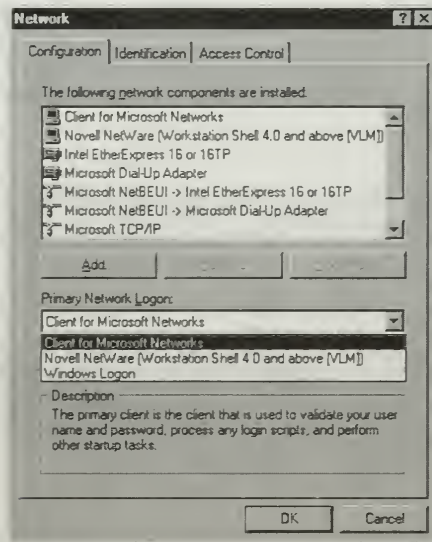 Network
Configuration Identification Access Control
The following network components are installed
Client for Microsoft Networks
Novell NetWare (Workstation Shell 4.0 and above [VLM])
Intel EtherExpress 16 or 16TP
Microsoft Dial-Up Adapter
Microsoft NetBEUI -> Intel EtherExpress 16 or 16TP
Microsoft NetBEUI -> Microsoft Dial-Up Adapter
Microsoft TCP/IP
Add
Primary Network Logon:
Client for Microsoft Networks
Client for Microsoft Networks
Novell NetWare (Workstation Shell 4.0 and above [VLM])
Windows Logon
Description
The primary client is the client that is used to validate your user
name and password, process any login scripts, and perform
other startup tasks.
OK Cancel